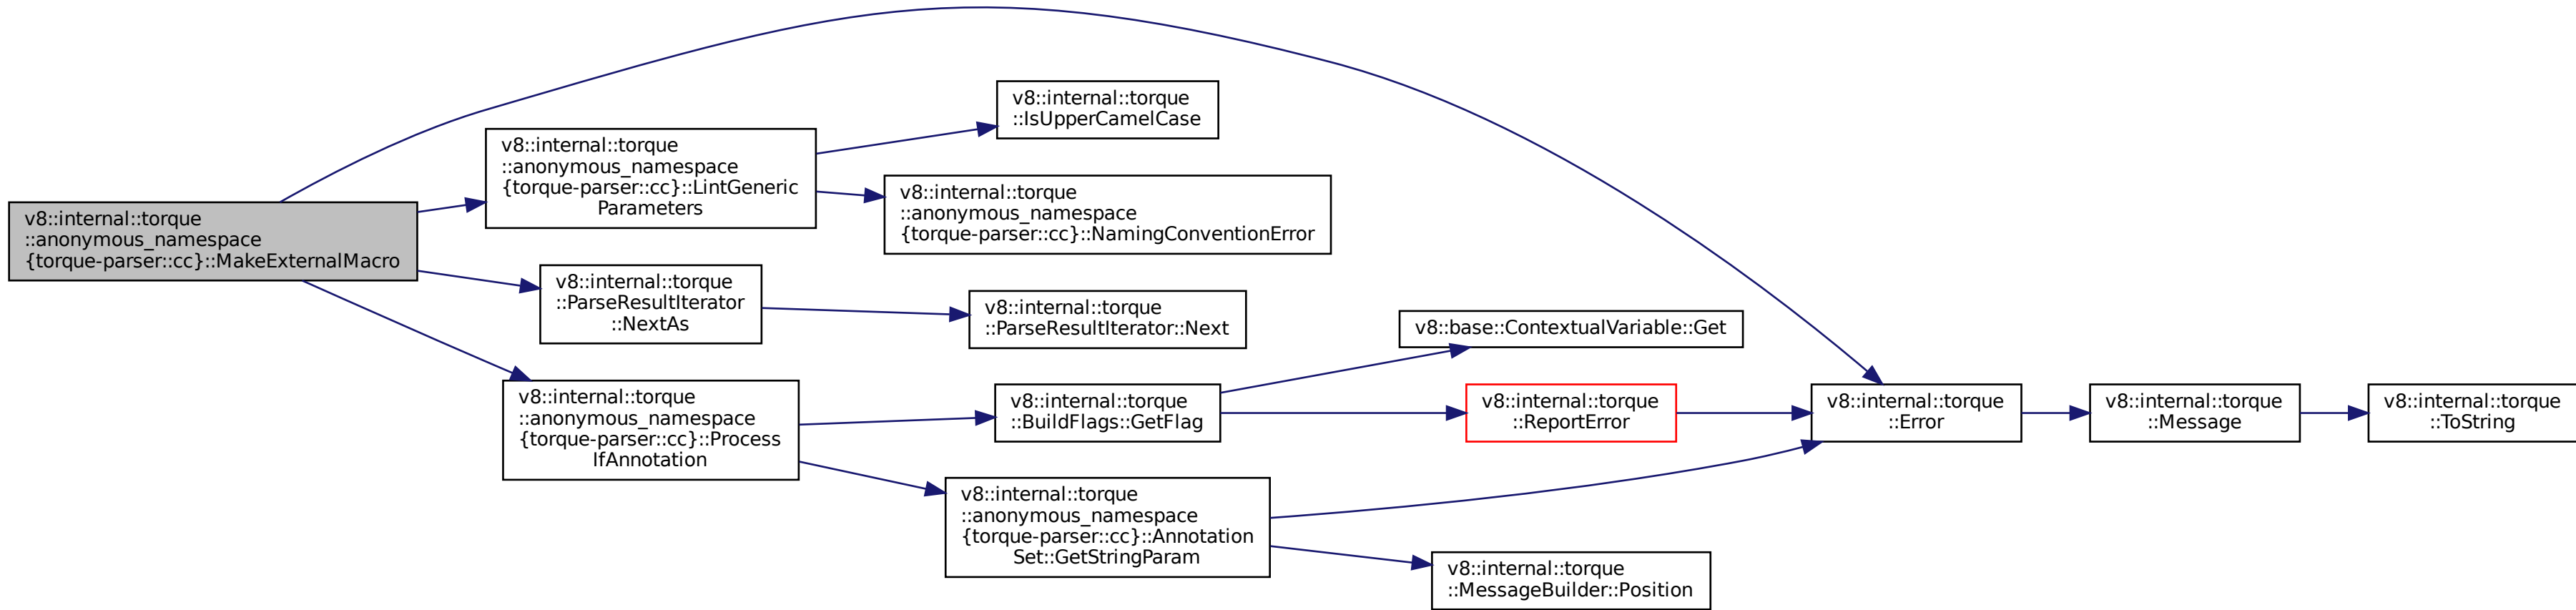 v8::internal::torque
::anonymous_namespace
{torque-parser::cc}::MakeExternalMacro
v8::internal::torque
::anonymous_namespace
{torque-parser::cc}::LintGeneric
Parameters
v8::internal::torque
::IsUpperCamelCase
v8::internal::torque
::anonymous_namespace
{torque-parser::cc}::NamingConventionError
v8::internal::torque
::ParseResultIterator
::NextAs
v8::internal::torque
::ParseResultIterator::Next
v8::internal::torque
::anonymous_namespace
{torque-parser::cc}::Process
IfAnnotation
v8::internal::torque
::BuildFlags::GetFlag
v8::base::ContextualVariable::Get
v8::internal::torque
::ReportError
v8::internal::torque
::Error
v8::internal::torque
::Message
v8::internal::torque
::ToString
v8::internal::torque
::anonymous_namespace
{torque-parser::cc}::Annotation
Set::GetStringParam
v8::internal::torque
::MessageBuilder::Position